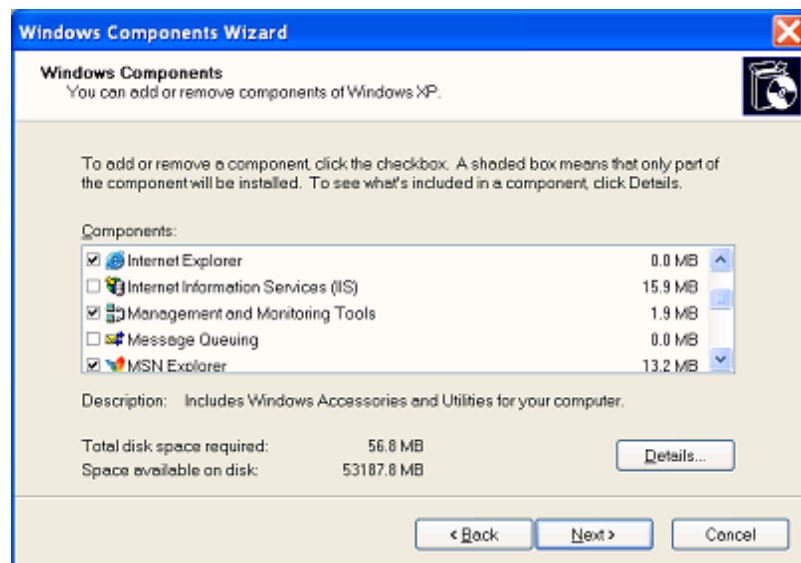 Windows Components Wizard
Windows Components
You can add or remove components of Windows XP.
To add or remove a component, click the checkbox. A shaded box means that only part of
the component will be installed. To see what's included in a component, click Details.
Components:
Internet Explorer 0.0 MB
Internet Information Services (IIS) 15.9 MB
Management and Monitoring Tools 1.9 MB
Message Queuing 0.0 MB
MSN Explorer 13.2 MB
Description: Includes Windows Accessories and Utilities for your computer.
Total disk space required: 56.8 MB
Space available on disk: 53187.8 MB
Details...
< Back Next > Cancel